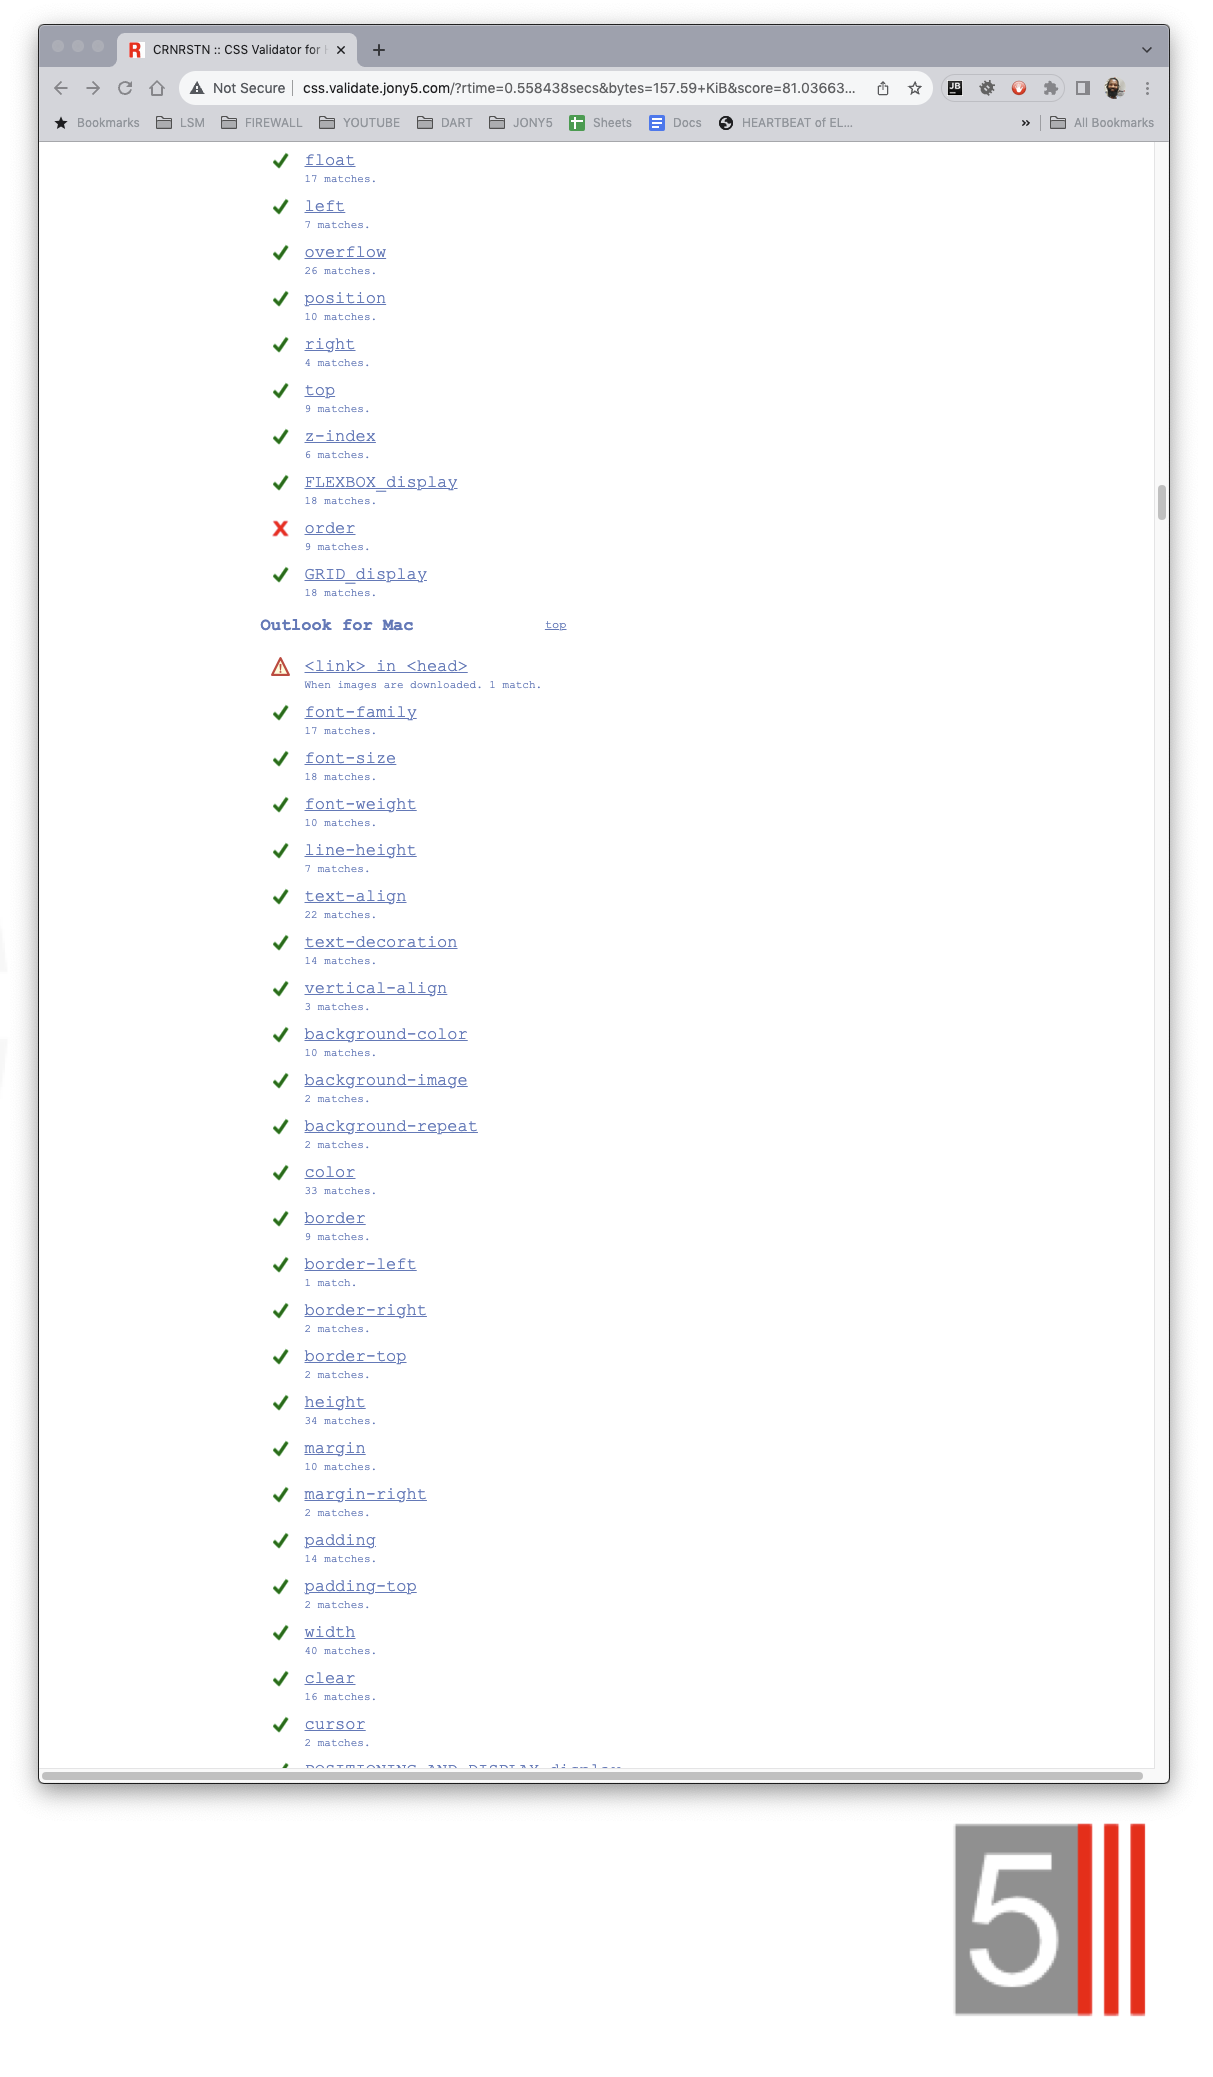 CRNRSTN :: CSS Validator for
Not Secure
css.validate.jony5.com/?rtime=0.558438secs&bytes=157.59+KiB&score=81.03663...
JB
Bookmarks
LSM
FIREWALL
YOUTUBE
DART
JONY5
Sheets
Docs
HEARTBEAT of EL...
»
All Bookmarks
float
17 matches.
left
7 matches.
overflow
26 matches.
position
10 matches.
right
4 matches.
top
9 matches.
z-index
6 matches.
FLEXBOX_display
18 matches.
order
9 matches.
GRID_display
18 matches.
Outlook for Mac
top
<link> in <head>
When images are downloaded. 1 match.
font-family
17 matches.
font-size
18 matches.
font-weight
10 matches.
line-height
7 matches.
text-align
22 matches.
text-decoration
14 matches.
vertical-align
3 matches.
background-color
10 matches.
background-image
2 matches.
background-repeat
2 matches.
color
33 matches.
border
9 matches.
border-left
1 match.
border-right
2 matches.
border-top
2 matches.
height
34 matches.
margin
10 matches.
margin-right
2 matches.
padding
14 matches.
padding-top
2 matches.
width
40 matches.
clear
16 matches.
cursor
2 matches.
POSITIONING_AND_DISPLAY_display
5